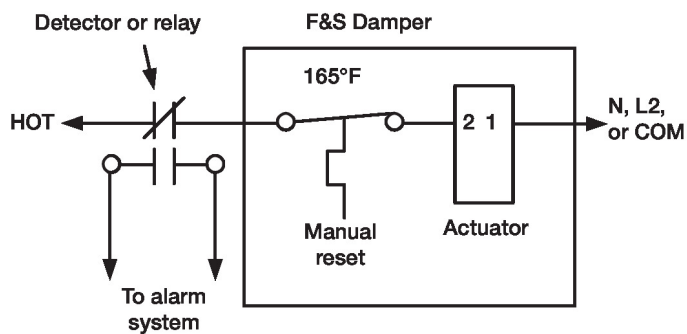 Detector or relay
F&S Damper
165°F
HOT
2 1
N, L2,
or COM
Manual
reset
Actuator
To alarm
system